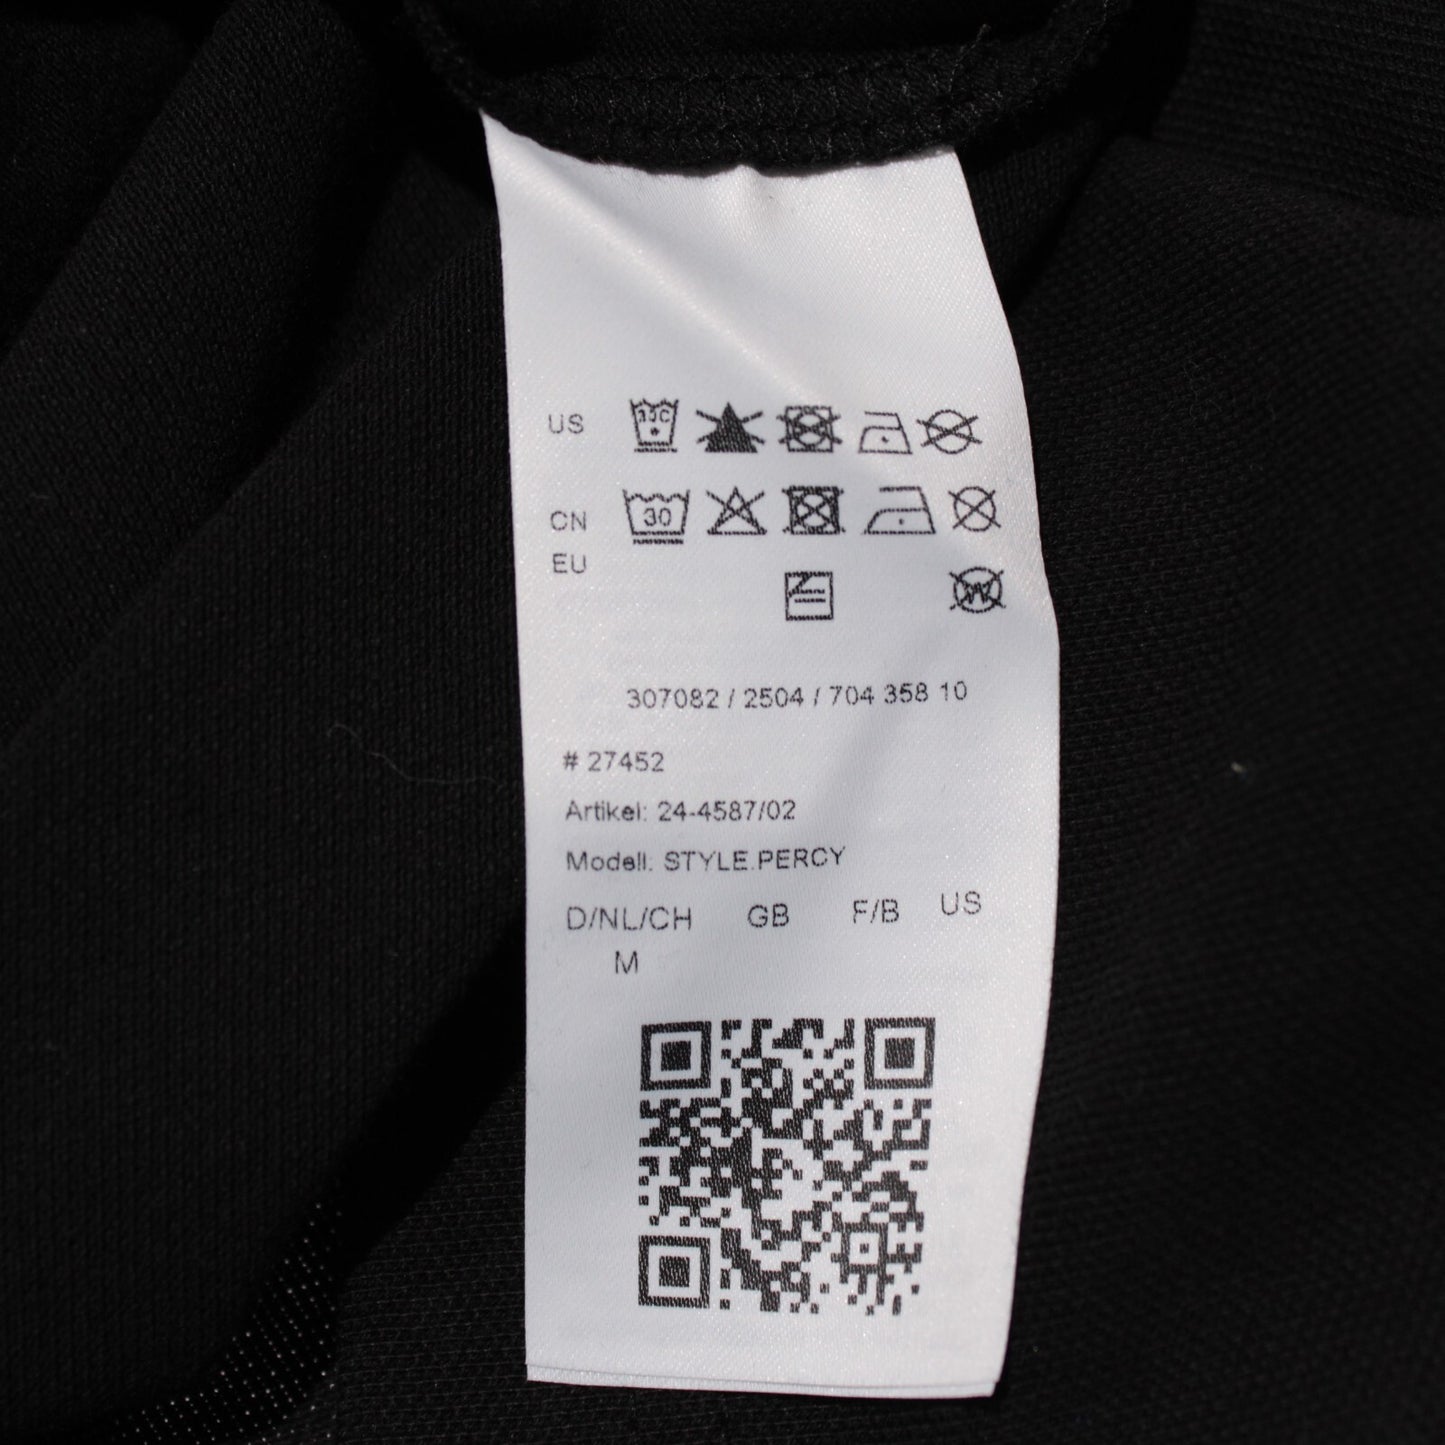 US
CN 30
EU
W
307082 / 2504 / 704 358 10
# 27452
Artikel: 24-4587/02
Modell: STYLE.PERCY
D/NL/CH GB F/B US
M